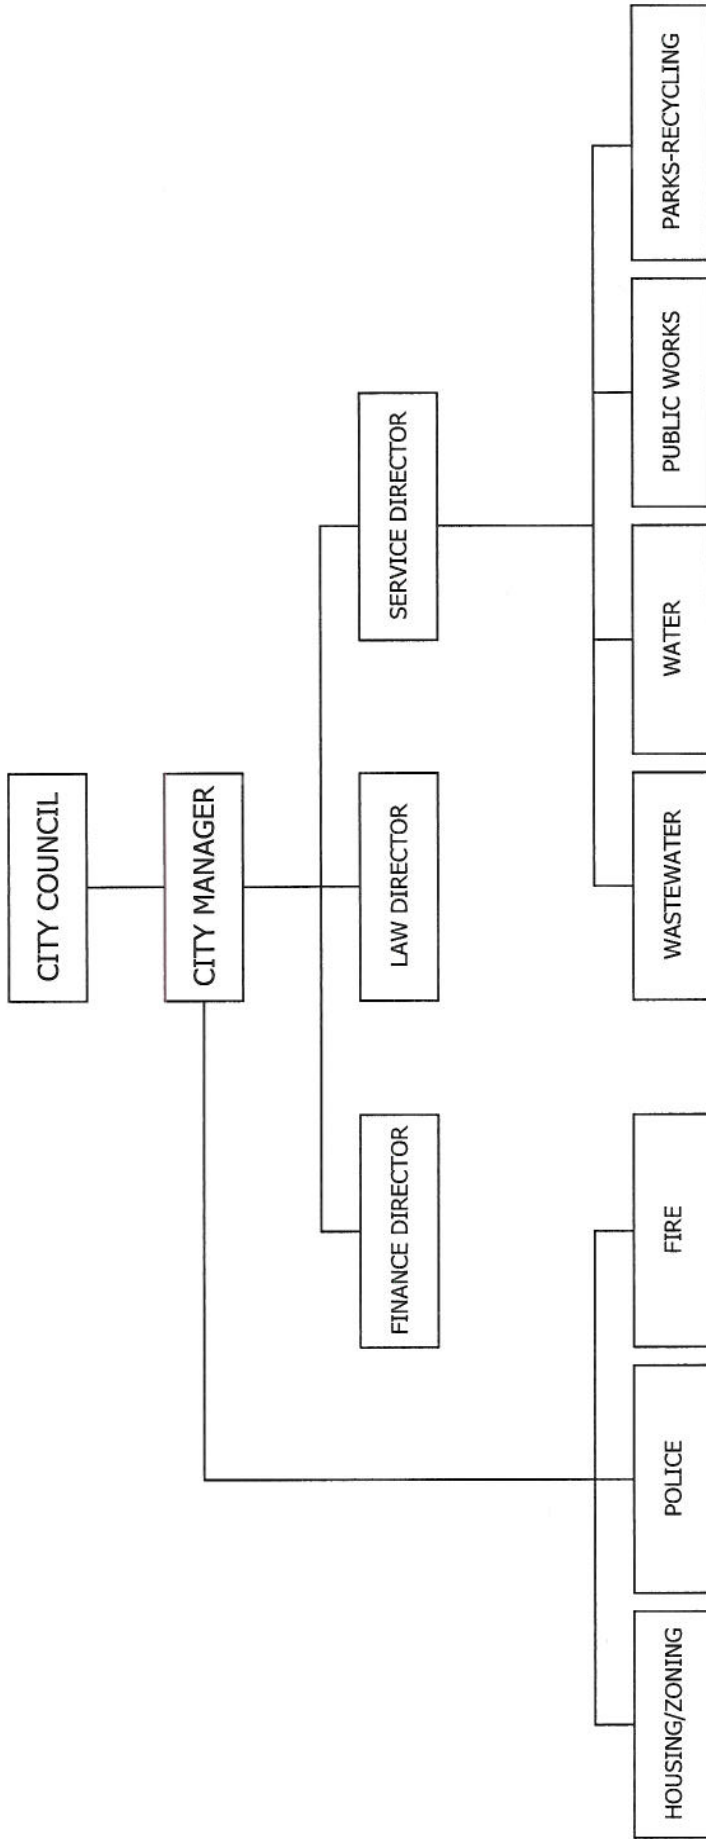 CITY COUNCIL
CITY MANAGER
FINANCE DIRECTOR
LAW DIRECTOR
SERVICE DIRECTOR
HOUSING/ZONING
POLICE
FIRE
WASTEWATER
WATER
PUBLIC WORKS
PARKS-RECYCLING